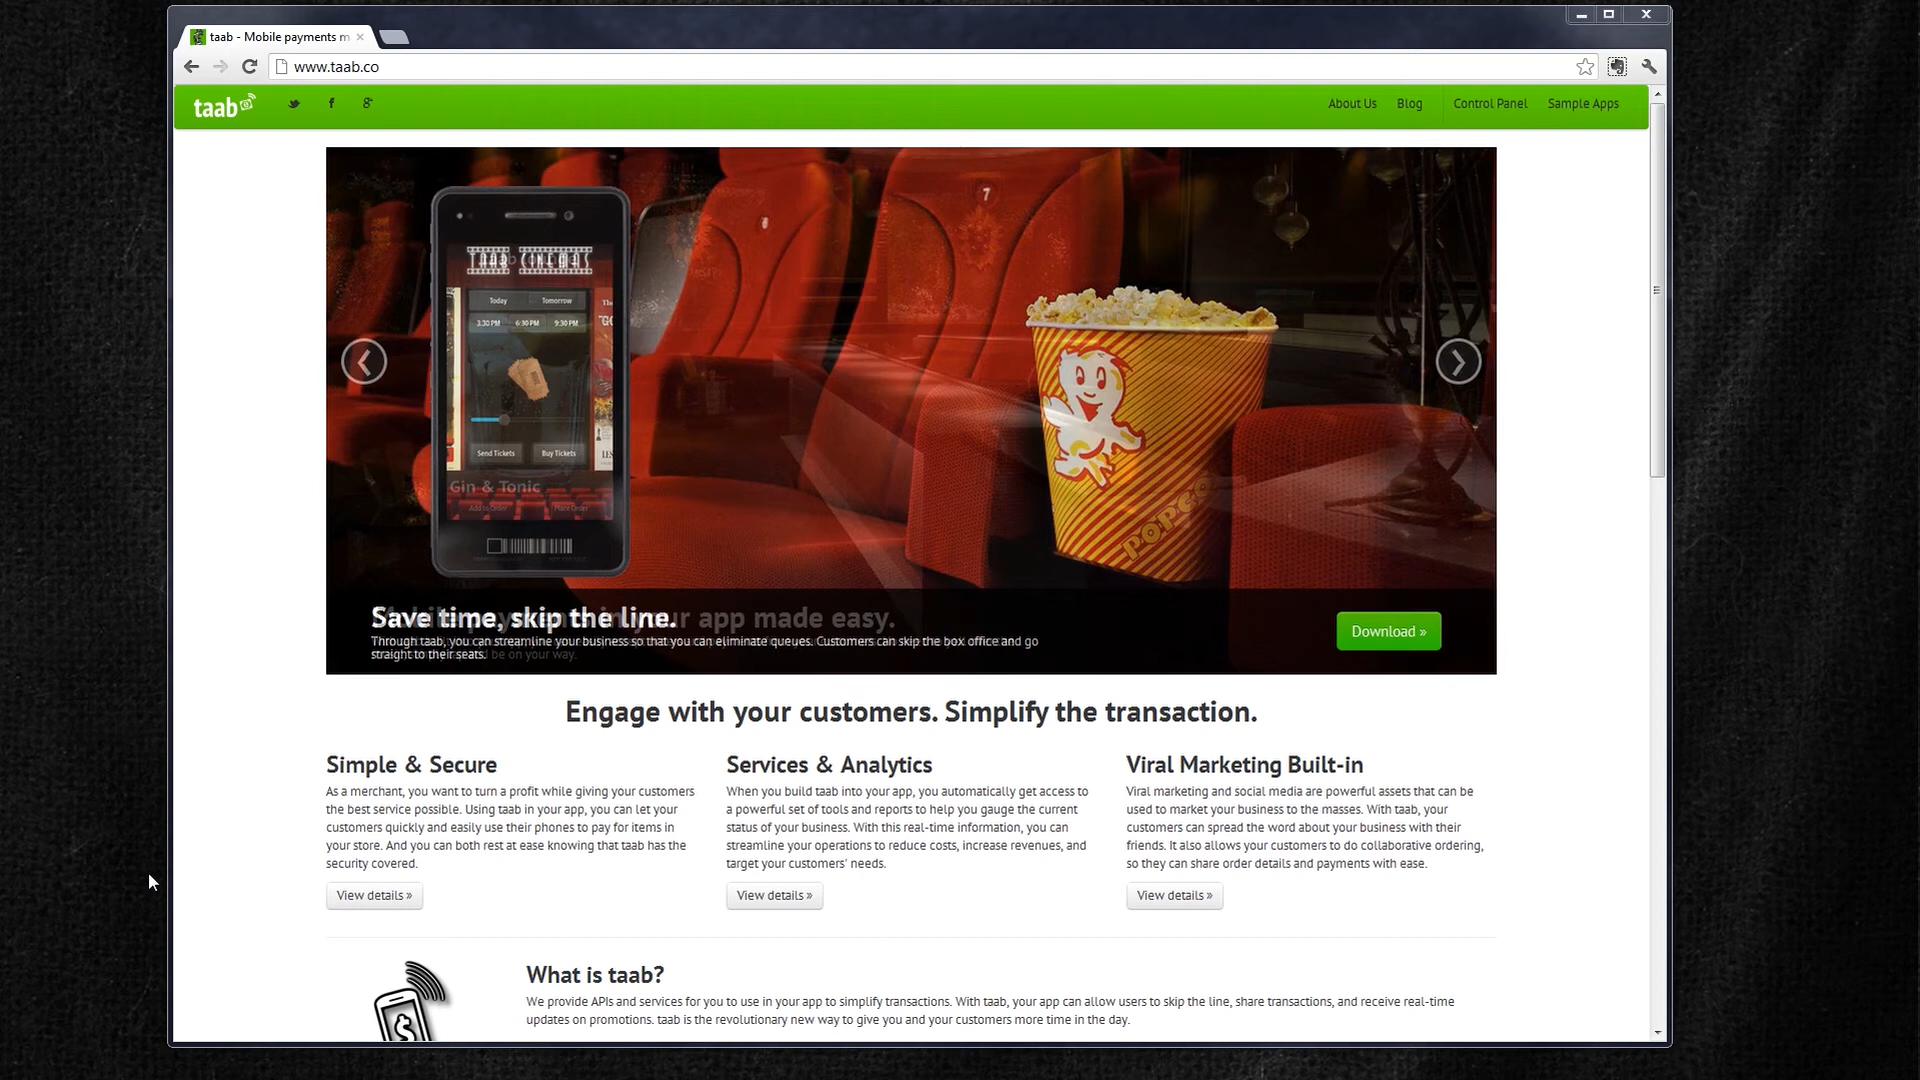 taab - Mobile payments m
www.taab.co
taab
About Us Blog Control Panel Sample Apps
7
8
TAAB CINEMAS
Today Tomorrow
3:30 PM 6:30 PM 9:30 PM
Send Tickets Buy Tickets
Gin & Tonic
Add to Order Place Order
Save time, skip the line.
Through taab, you can streamline your business so that you can eliminate queues. Customers can skip the box office and go
straight to their seats.
Download »
Engage with your customers. Simplify the transaction.
Simple & Secure
As a merchant, you want to turn a profit while giving your customers
the best service possible. Using taab in your app, you can let your
customers quickly and easily use their phones to pay for items in
your store. And you can both rest at ease knowing that taab has the
security covered.
View details »
Services & Analytics
When you build taab into your app, you automatically get access to
a powerful set of tools and reports to help you gauge the current
status of your business. With this real-time information, you can
streamline your operations to reduce costs, increase revenues, and
target your customers' needs.
View details »
Viral Marketing Built-in
Viral marketing and social media are powerful assets that can be
used to market your business to the masses. With taab, your
customers can spread the word about your business with their
friends. It also allows your customers to do collaborative ordering,
so they can share order details and payments with ease.
View details »
What is taab?
We provide APIs and services for you to use in your app to simplify transactions. With taab, your app can allow users to skip the line, share transactions, and receive real-time
updates on promotions. taab is the revolutionary new way to give you and your customers more time in the day.